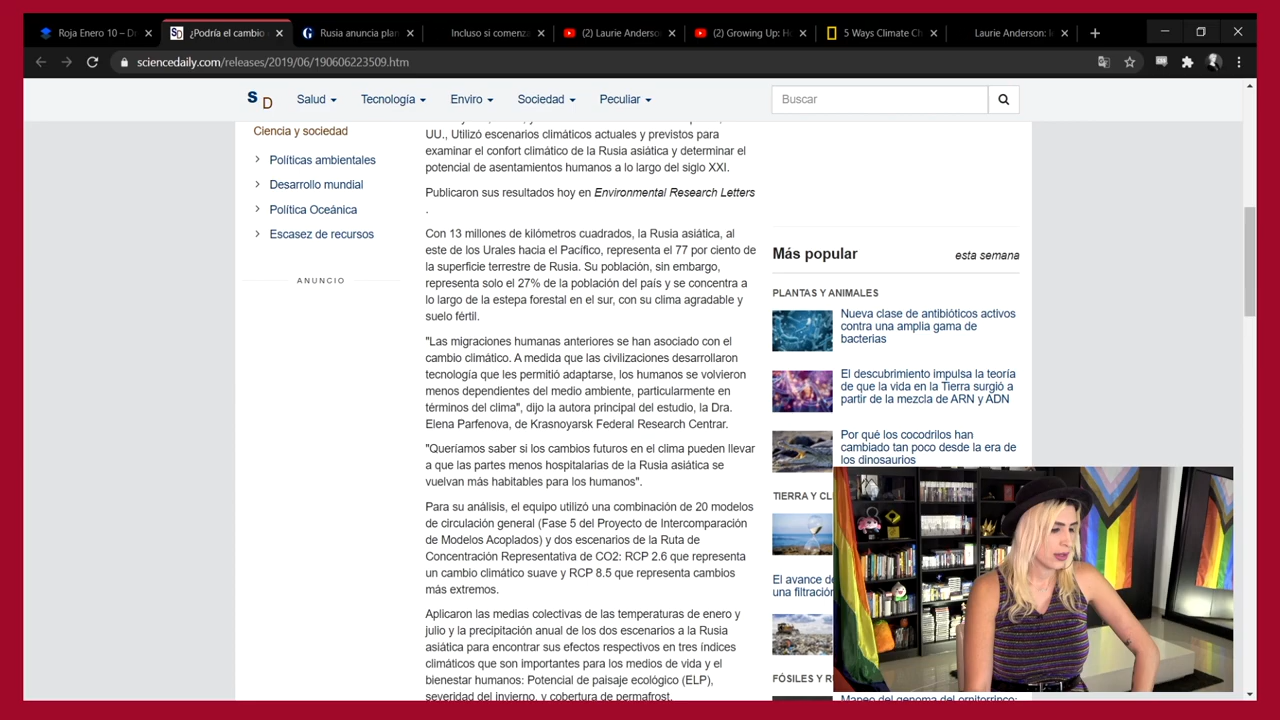 Roja Enero 10 – D
¿Podría el cambio
Rusia anuncia plan
Incluso si comenza
(2) Laurie Anderso
(2) Growing Up: H
5 Ways Climate Ch
Laurie Anderson:
sciencedaily.com/releases/2019/06/190606223509.htm
S D
Salud
Tecnología
Enviro
Sociedad
Peculiar
Buscar
Ciencia y sociedad
Políticas ambientales
Desarrollo mundial
Política Oceánica
Escasez de recursos
ANUNCIO
UU., Utilizó escenarios climáticos actuales y previstos para
examinar el confort climático de la Rusia asiática y determinar el
potencial de asentamientos humanos a lo largo del siglo XXI.
Publicaron sus resultados hoy en Environmental Research Letters
.
Con 13 millones de kilómetros cuadrados, la Rusia asiática, al
este de los Urales hacia el Pacífico, representa el 77 por ciento de
la superficie terrestre de Rusia. Su población, sin embargo,
representa solo el 27% de la población del país y se concentra a
lo largo de la estepa forestal en el sur, con su clima agradable y
suelo fértil.
"Las migraciones humanas anteriores se han asociado con el
cambio climático. A medida que las civilizaciones desarrollaron
tecnología que les permitió adaptarse, los humanos se volvieron
menos dependientes del medio ambiente, particularmente en
términos del clima", dijo la autora principal del estudio, la Dra.
Elena Parfenova, de Krasnoyarsk Federal Research Centrar.
"Queríamos saber si los cambios futuros en el clima pueden llevar
a que las partes menos hospitalarias de la Rusia asiática se
vuelvan más habitables para los humanos".
Para su análisis, el equipo utilizó una combinación de 20 modelos
de circulación general (Fase 5 del Proyecto de Intercomparación
de Modelos Acoplados) y dos escenarios de la Ruta de
Concentración Representativa de CO2: RCP 2.6 que representa
un cambio climático suave y RCP 8.5 que representa cambios
más extremos.
Aplicaron las medias colectivas de las temperaturas de enero y
julio y la precipitación anual de los dos escenarios a la Rusia
asiática para encontrar sus efectos respectivos en tres índices
climáticos que son importantes para los medios de vida y el
bienestar humanos: Potencial de paisaje ecológico (ELP),
severidad del invierno, y cobertura de permafrost.
Más popular
esta semana
PLANTAS Y ANIMALES
Nueva clase de antibióticos activos
contra una amplia gama de
bacterias
El descubrimiento impulsa la teoría
de que la vida en la Tierra surgió a
partir de la mezcla de ARN y ADN
Por qué los cocodrilos han
cambiado tan poco desde la era de
los dinosaurios
TIERRA Y CL
El avance de
una filtración
FÓSILES Y RU
Mapeo del genoma del ornitorrinco: